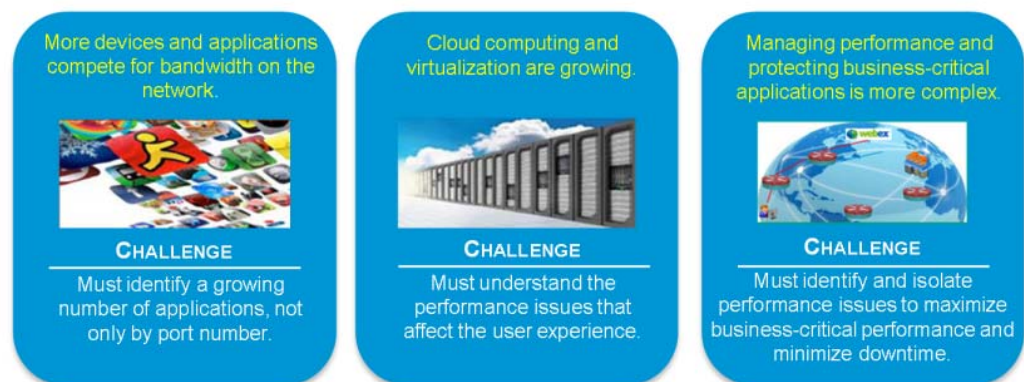 More devices and applications
compete for bandwidth on the
network.
CHALLENGE
Must identify a growing
number of applications, not
only by port number.
Cloud computing and
virtualization are growing.
CHALLENGE
Must understand the
performance issues that
affect the user experience.
Managing performance and
protecting business-critical
applications is more complex.
webex
CHALLENGE
Must identify and isolate
performance issues to maximize
business-critical performance and
minimize downtime.